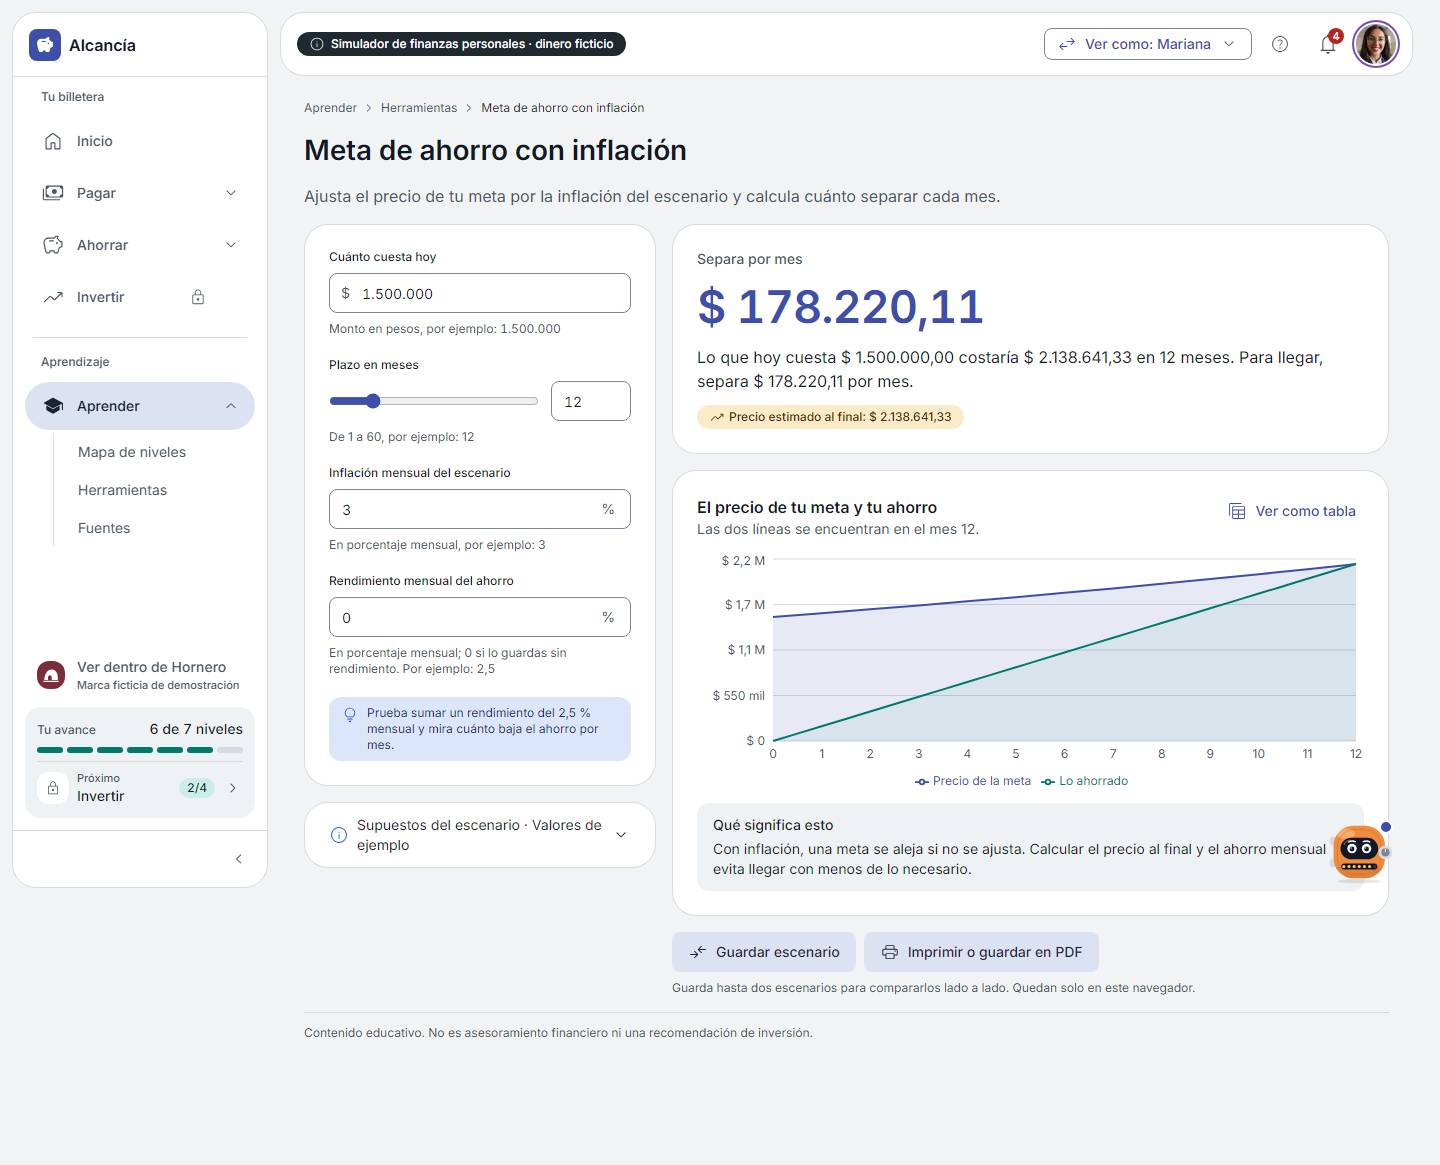 Alcancía
Simulador de finanzas personales · dinero ficticio
Ver como: Mariana
4
Tu billetera
Inicio
Pagar
Ahorrar
Invertir
Aprendizaje
Aprender
Mapa de niveles
Herramientas
Fuentes
Ver dentro de Hornero
Marca ficticia de demostración
Tu avance
6 de 7 niveles
Próximo
Invertir
2/4
Aprender
Herramientas
Meta de ahorro con inflación
Meta de ahorro con inflación
Ajusta el precio de tu meta por la inflación del escenario y calcula cuánto separar cada mes.
Cuánto cuesta hoy
$ 1.500.000
Monto en pesos, por ejemplo: 1.500.000
Plazo en meses
12
De 1 a 60, por ejemplo: 12
Inflación mensual del escenario
3 %
En porcentaje mensual, por ejemplo: 3
Rendimiento mensual del ahorro
0 %
En porcentaje mensual; 0 si lo guardas sin
rendimiento. Por ejemplo: 2,5
Prueba sumar un rendimiento del 2,5 %
mensual y mira cuánto baja el ahorro por
mes.
Supuestos del escenario · Valores de
ejemplo
Separa por mes
$ 178.220,11
Lo que hoy cuesta $ 1.500.000,00 costaría $ 2.138.641,33 en 12 meses. Para llegar,
separa $ 178.220,11 por mes.
Precio estimado al final: $ 2.138.641,33
El precio de tu meta y tu ahorro
Las dos líneas se encuentran en el mes 12.
Ver como tabla
$ 2,2 M
$ 1,7 M
$ 1,1 M
$ 550 mil
$ 0
0 1 2 3 4 5 6 7 8 9 10 11 12
Precio de la meta
Lo ahorrado
Qué significa esto
Con inflación, una meta se aleja si no se ajusta. Calcular el precio al final y el ahorro mensual
evita llegar con menos de lo necesario.
Guardar escenario
Imprimir o guardar en PDF
Guarda hasta dos escenarios para compararlos lado a lado. Quedan solo en este navegador.
Contenido educativo. No es asesoramiento financiero ni una recomendación de inversión.